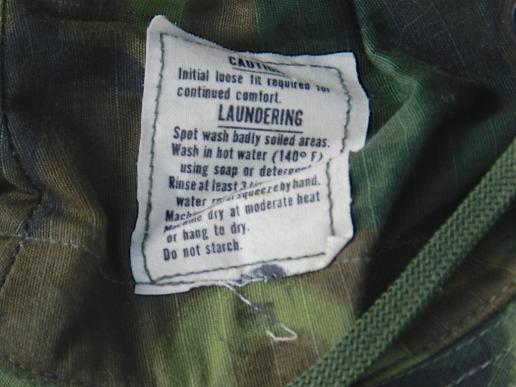 CAUTION
Initial loose fit required for
continued comfort.
LAUNDERING
Spot wash badly soiled areas.
Wash in hot water (140° F)
using soap or detergent
Rinse at least 3
water squeeze by hand.
Machine dry at moderate heat
or hang to dry.
Do not starch.